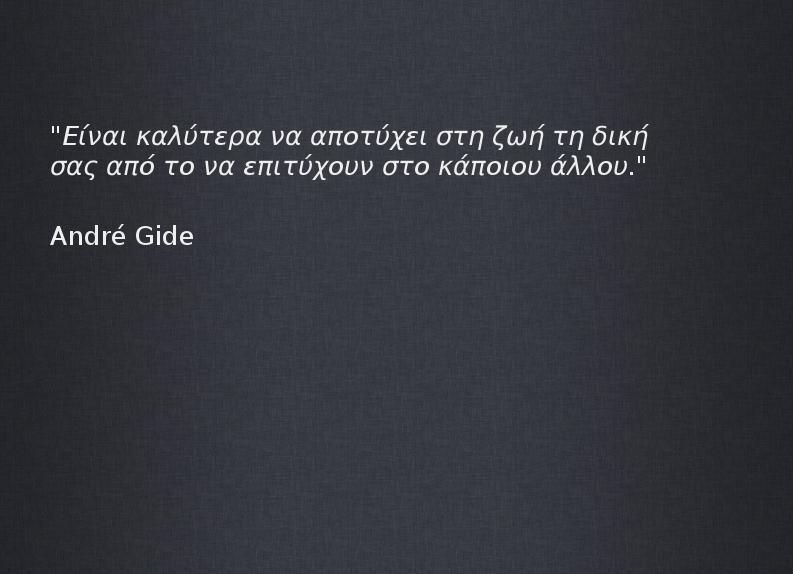 "Είναι καλύτερα να αποτύχει στη ζωή τη δική
σας από το να επιτύχουν στο κάποιου άλλου."
André Gide